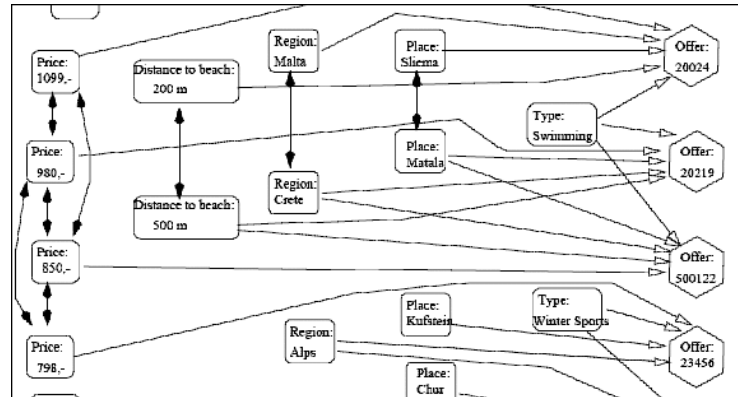 Price:
1099,-
Distance to beach:
200 m
Region:
Malta
Place:
Sliema
Offer:
20024
Type:
Swimming
Price:
980,-
Place:
Matala
Offer:
20219
Region:
Crete
Distance to beach:
500 m
Price:
850,-
Offer:
500122
Place:
Kufstein
Type:
Winter Sports
Region:
Alps
Price:
798,-
Offer:
23456
Place:
Chur